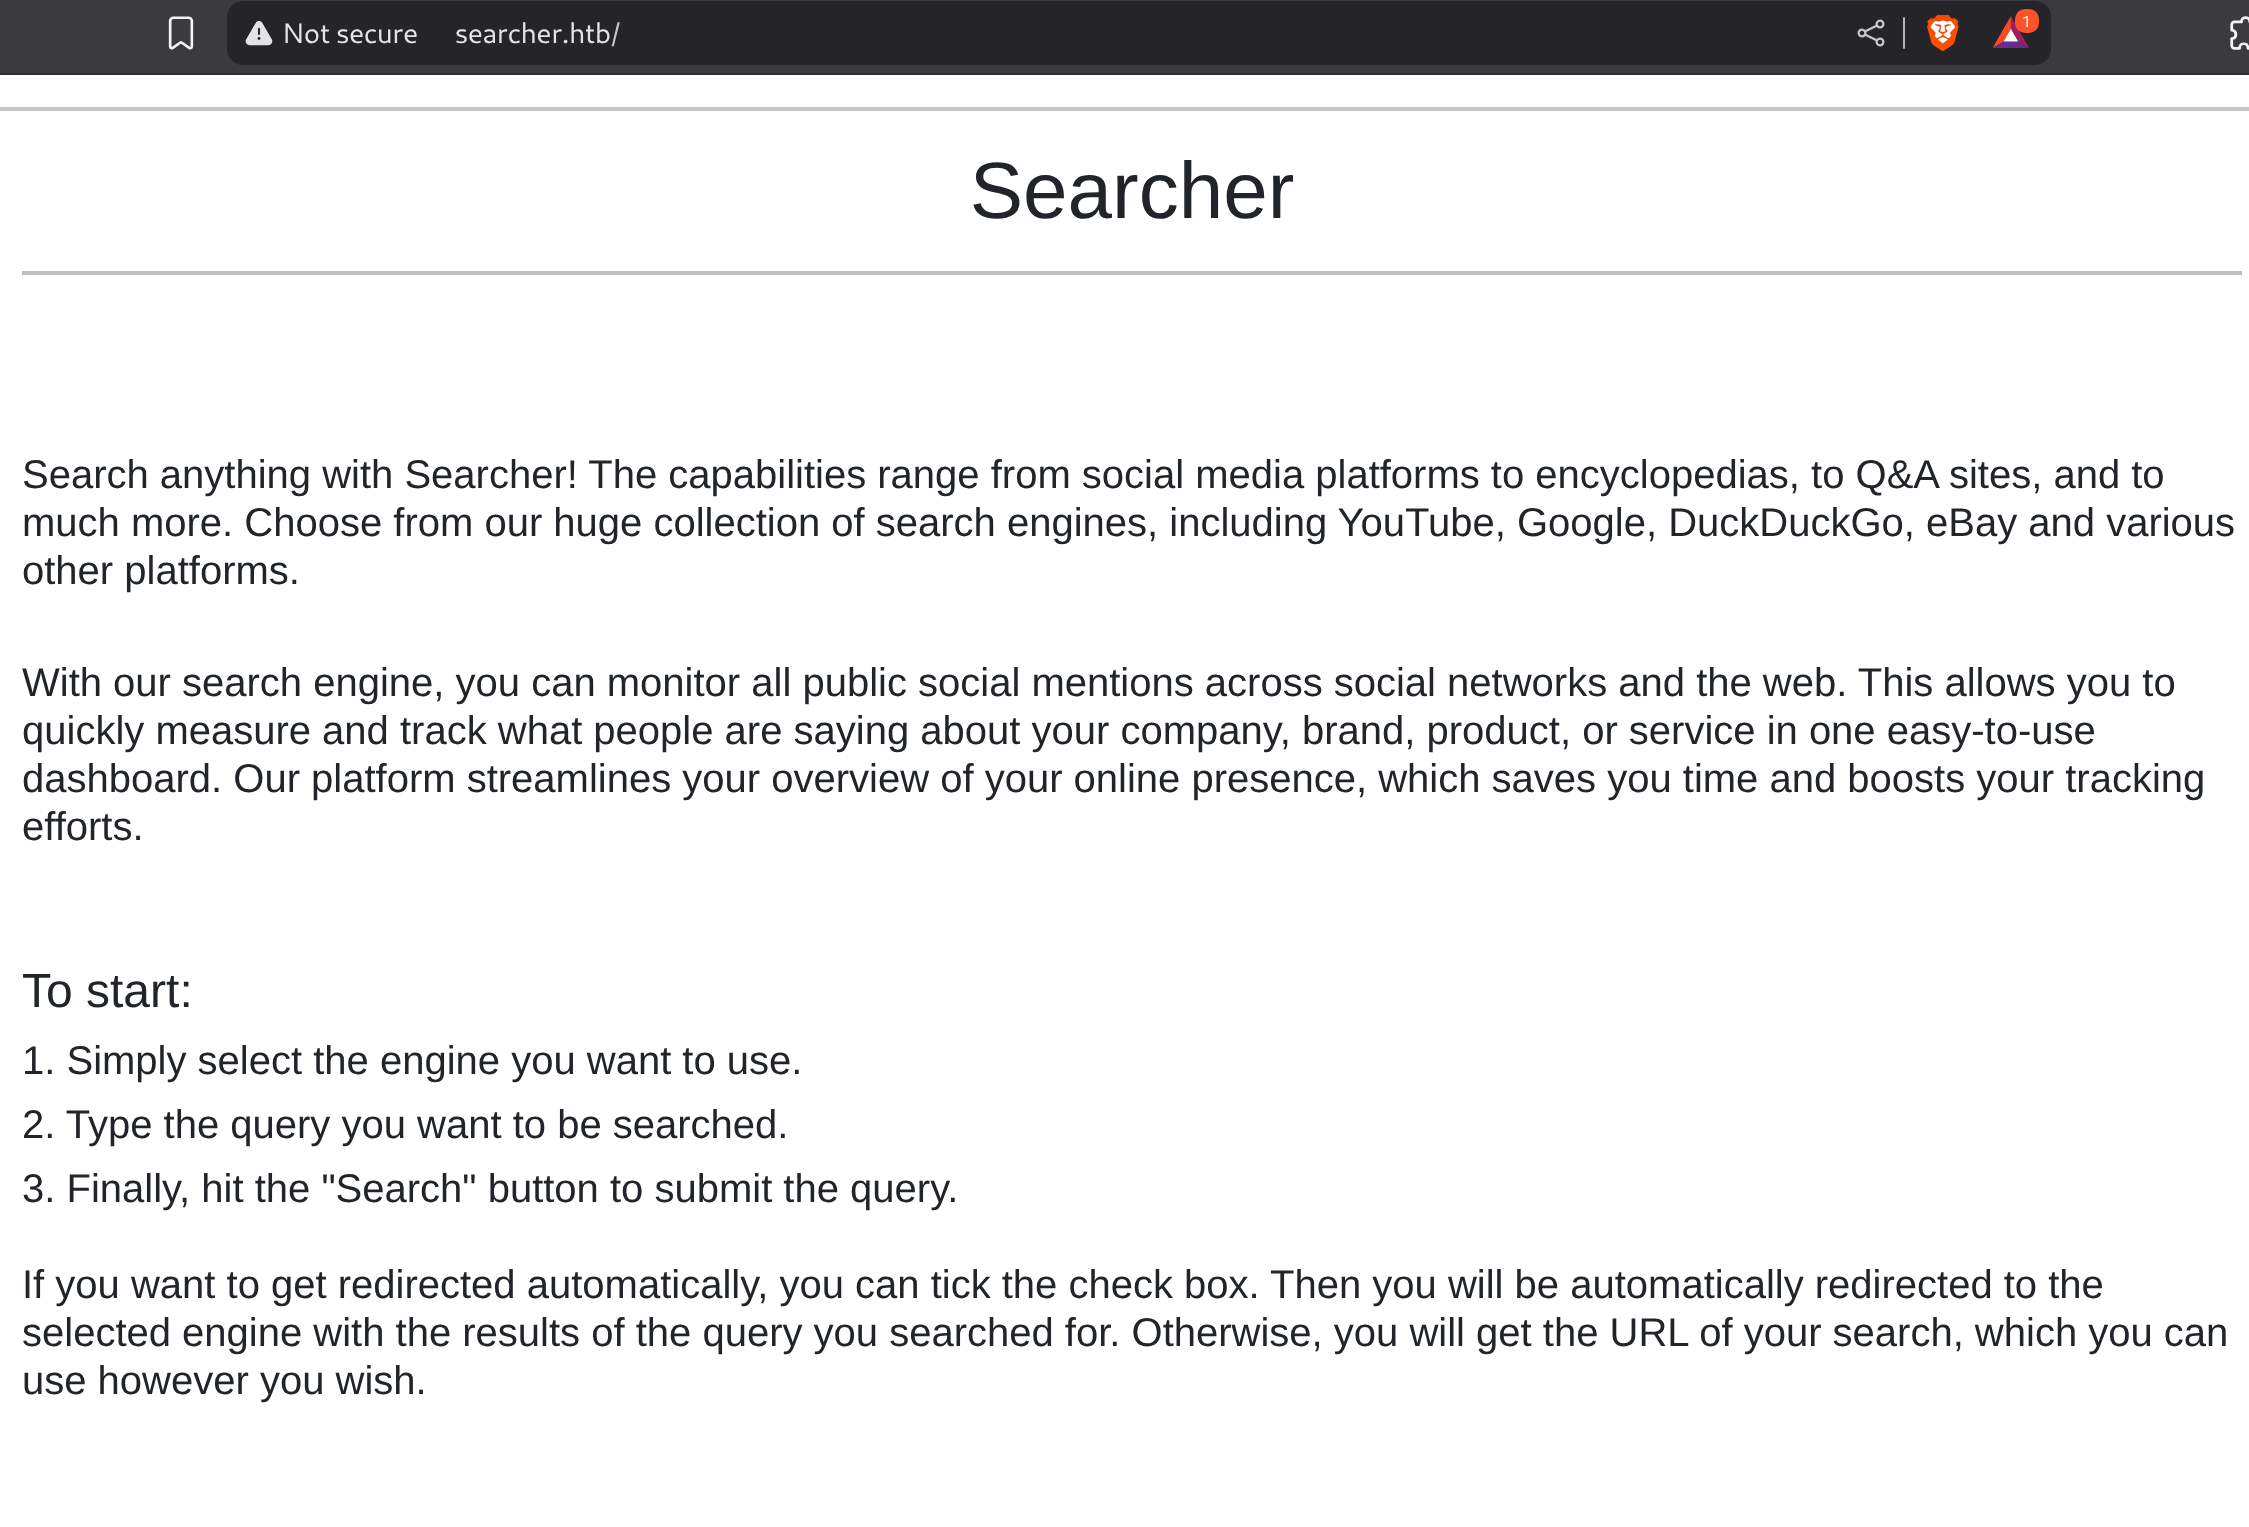 Not secure searcher.htb/
1
Searcher
Search anything with Searcher! The capabilities range from social media platforms to encyclopedias, to Q&A sites, and to
much more. Choose from our huge collection of search engines, including YouTube, Google, DuckDuckGo, eBay and various
other platforms.
With our search engine, you can monitor all public social mentions across social networks and the web. This allows you to
quickly measure and track what people are saying about your company, brand, product, or service in one easy-to-use
dashboard. Our platform streamlines your overview of your online presence, which saves you time and boosts your tracking
efforts.
To start:
1. Simply select the engine you want to use.
2. Type the query you want to be searched.
3. Finally, hit the "Search" button to submit the query.
If you want to get redirected automatically, you can tick the check box. Then you will be automatically redirected to the
selected engine with the results of the query you searched for. Otherwise, you will get the URL of your search, which you can
use however you wish.